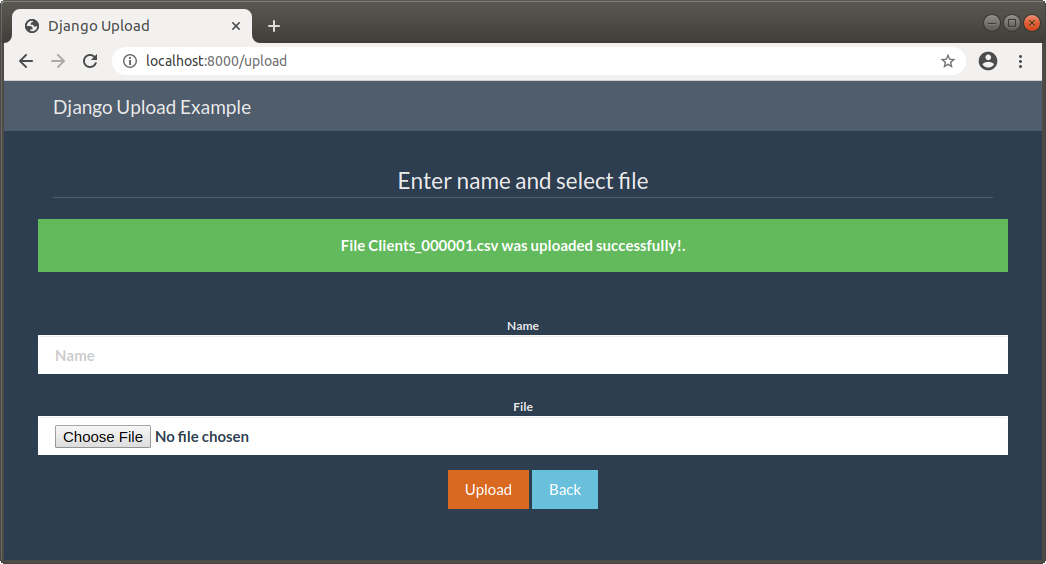 Django Upload
localhost:8000/upload
Django Upload Example
Enter name and select file
File Clients_000001.csv was uploaded successfully!.
Name
Name
File
Choose File No file chosen
Upload Back